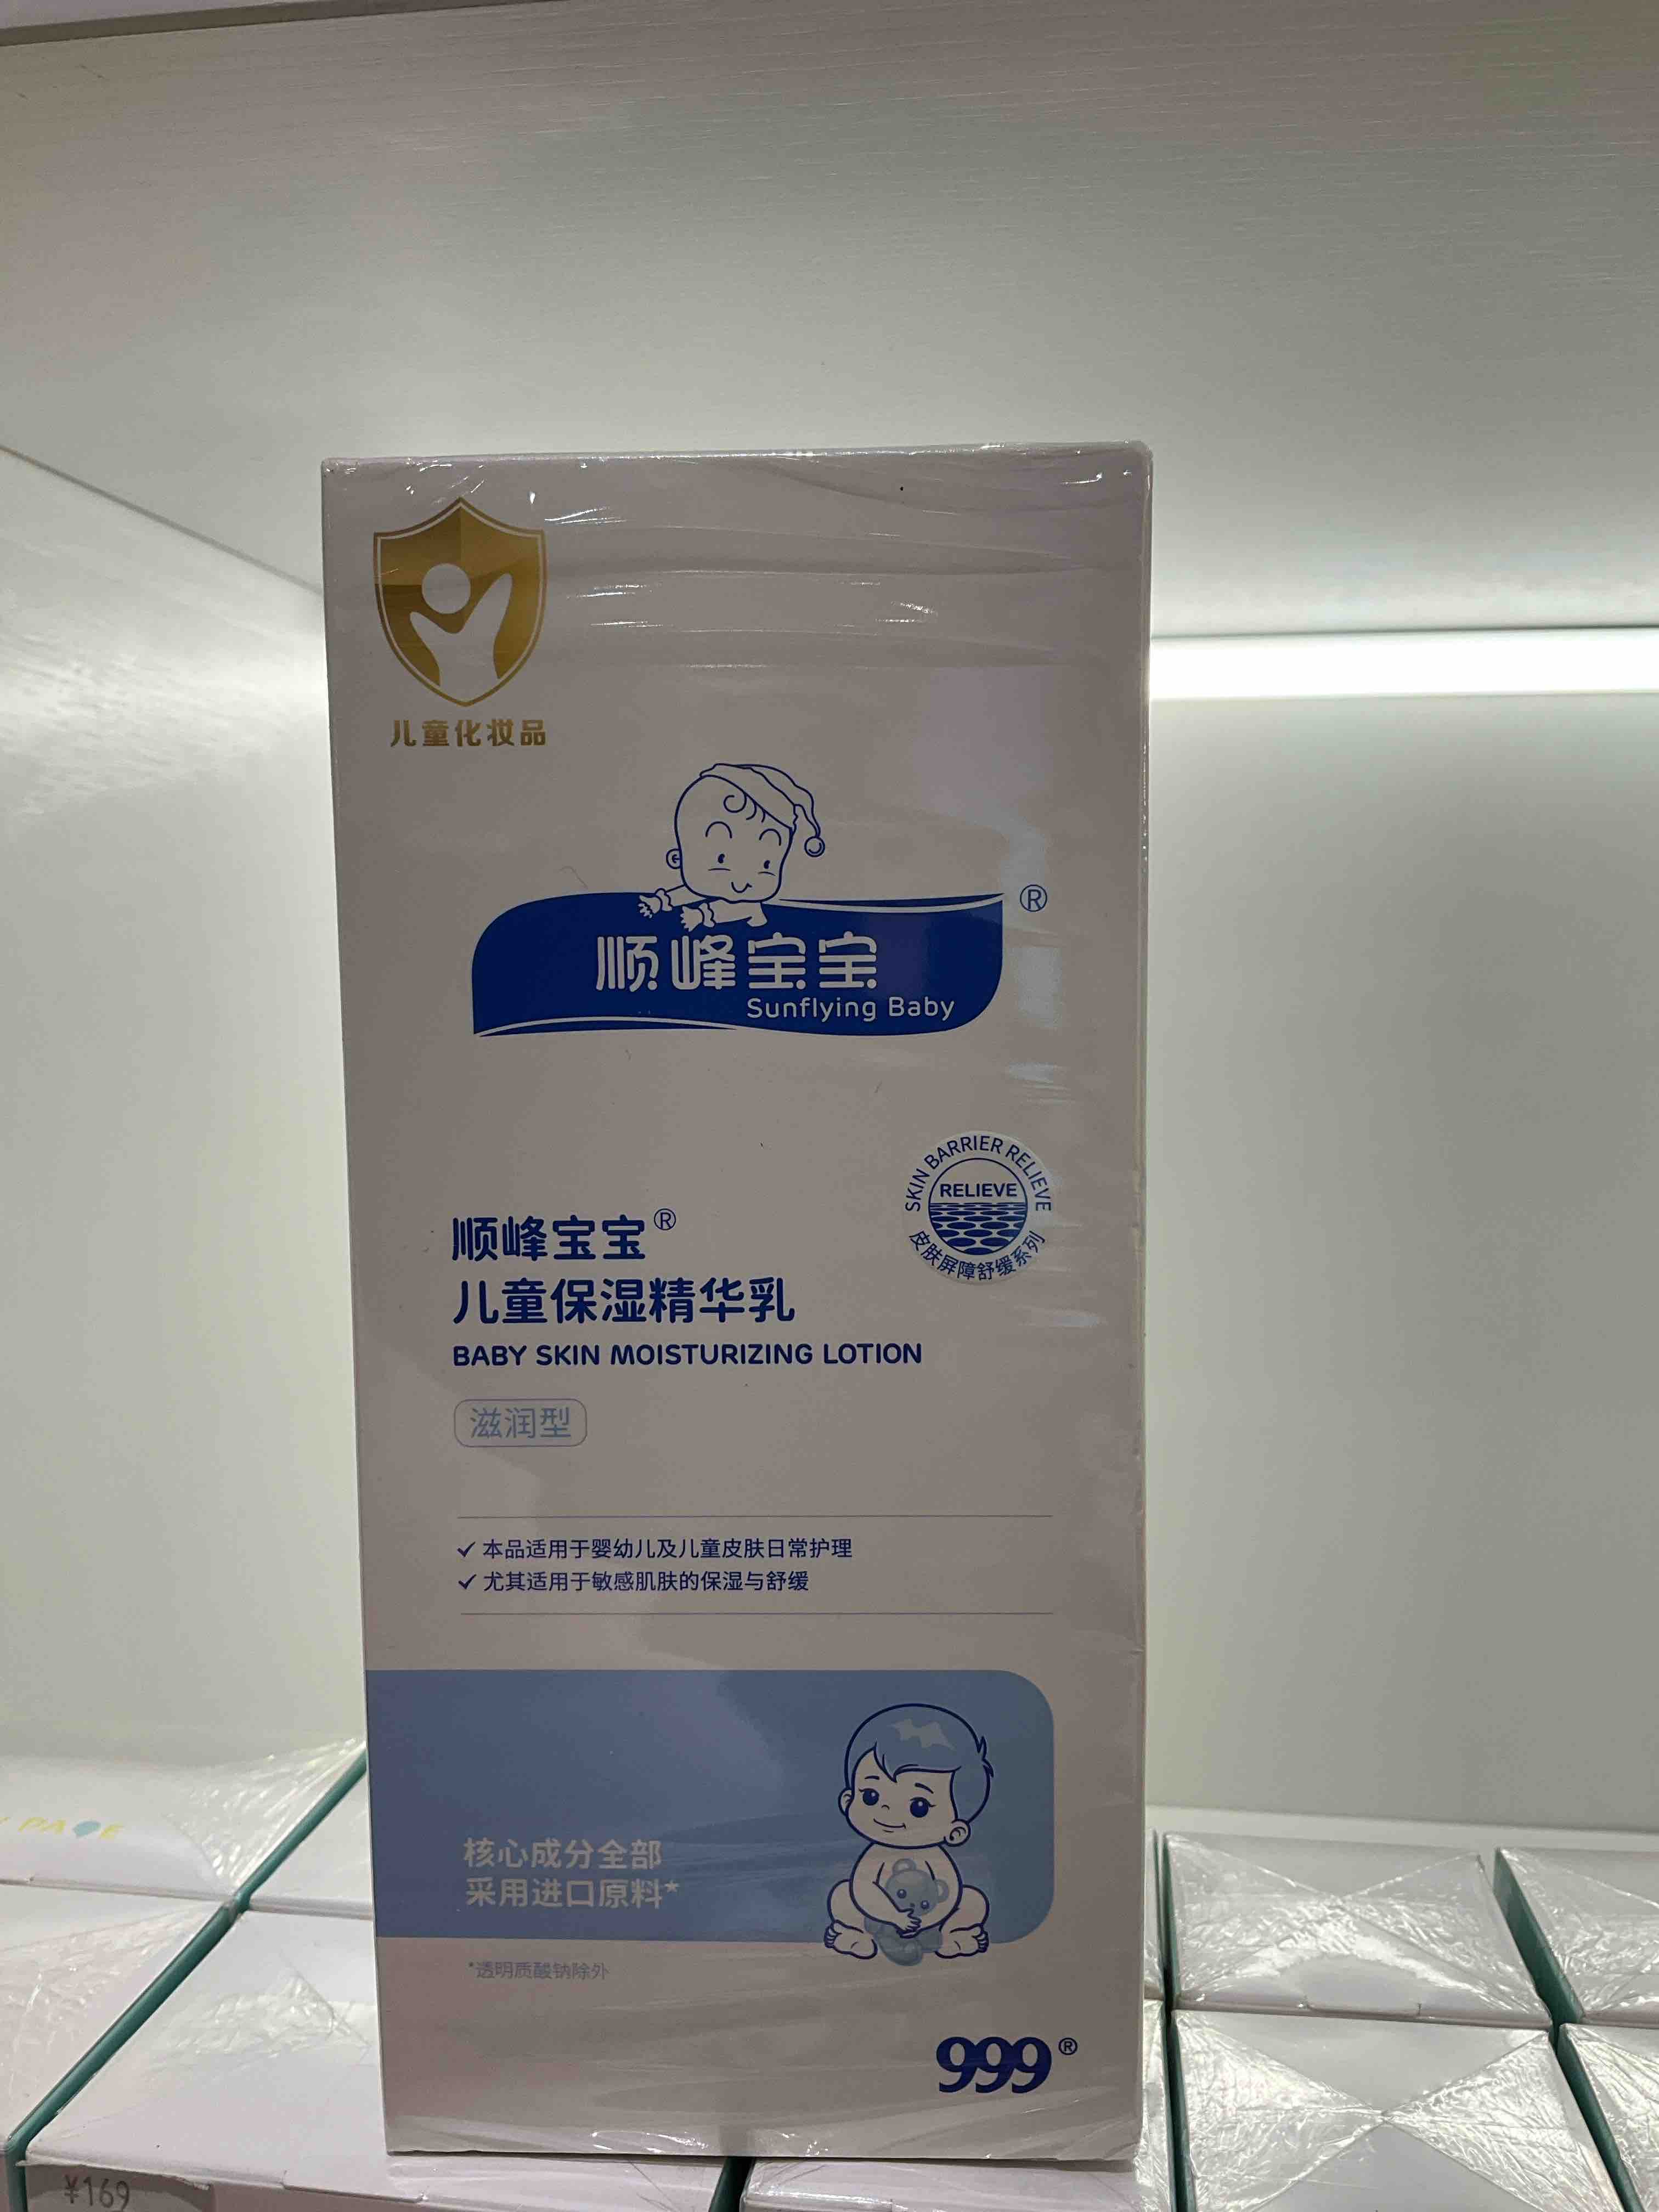 儿童化妆品
顺峰宝宝
®
Sunflying Baby
SKIN BARRIER RELIEVE
RELIEVE
皮肤屏障舒缓系列
顺峰宝宝®
儿童保湿精华乳
BABY SKIN MOISTURIZING LOTION
滋润型
✓ 本品适用于婴幼儿及儿童皮肤日常护理
✓ 尤其适用于敏感肌肤的保湿与舒缓
核心成分全部
采用进口原料*
*透明质酸钠除外
999®
¥169